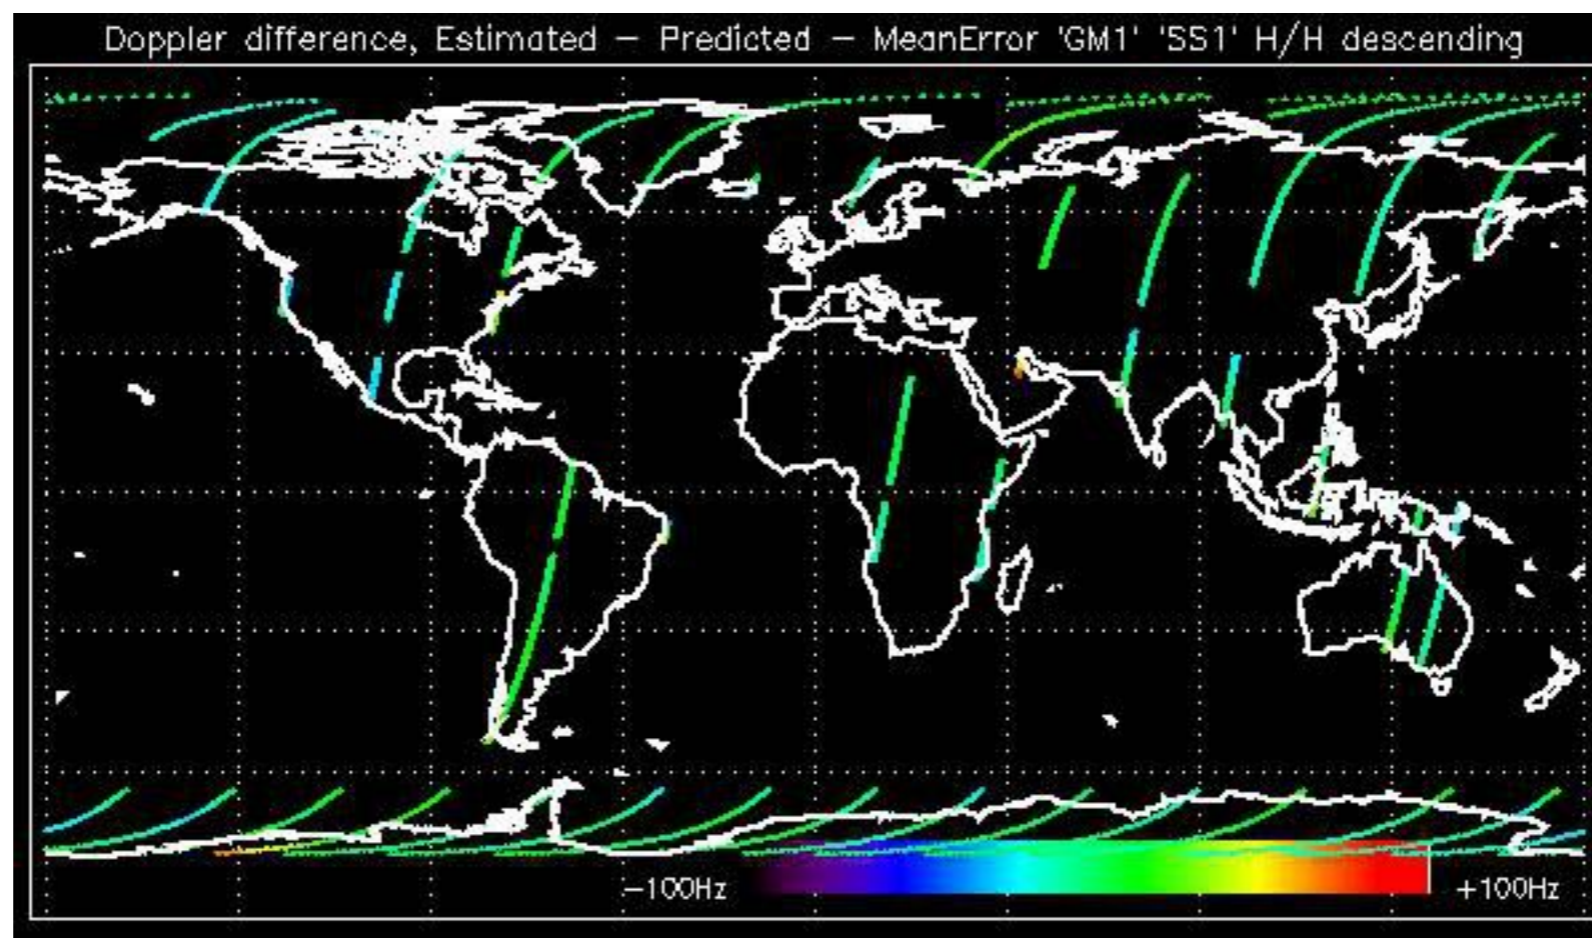 Doppler difference, Estimated – Predicted – MeanError 'GM1' 'SS1' H/H descending
-100Hz
+100Hz